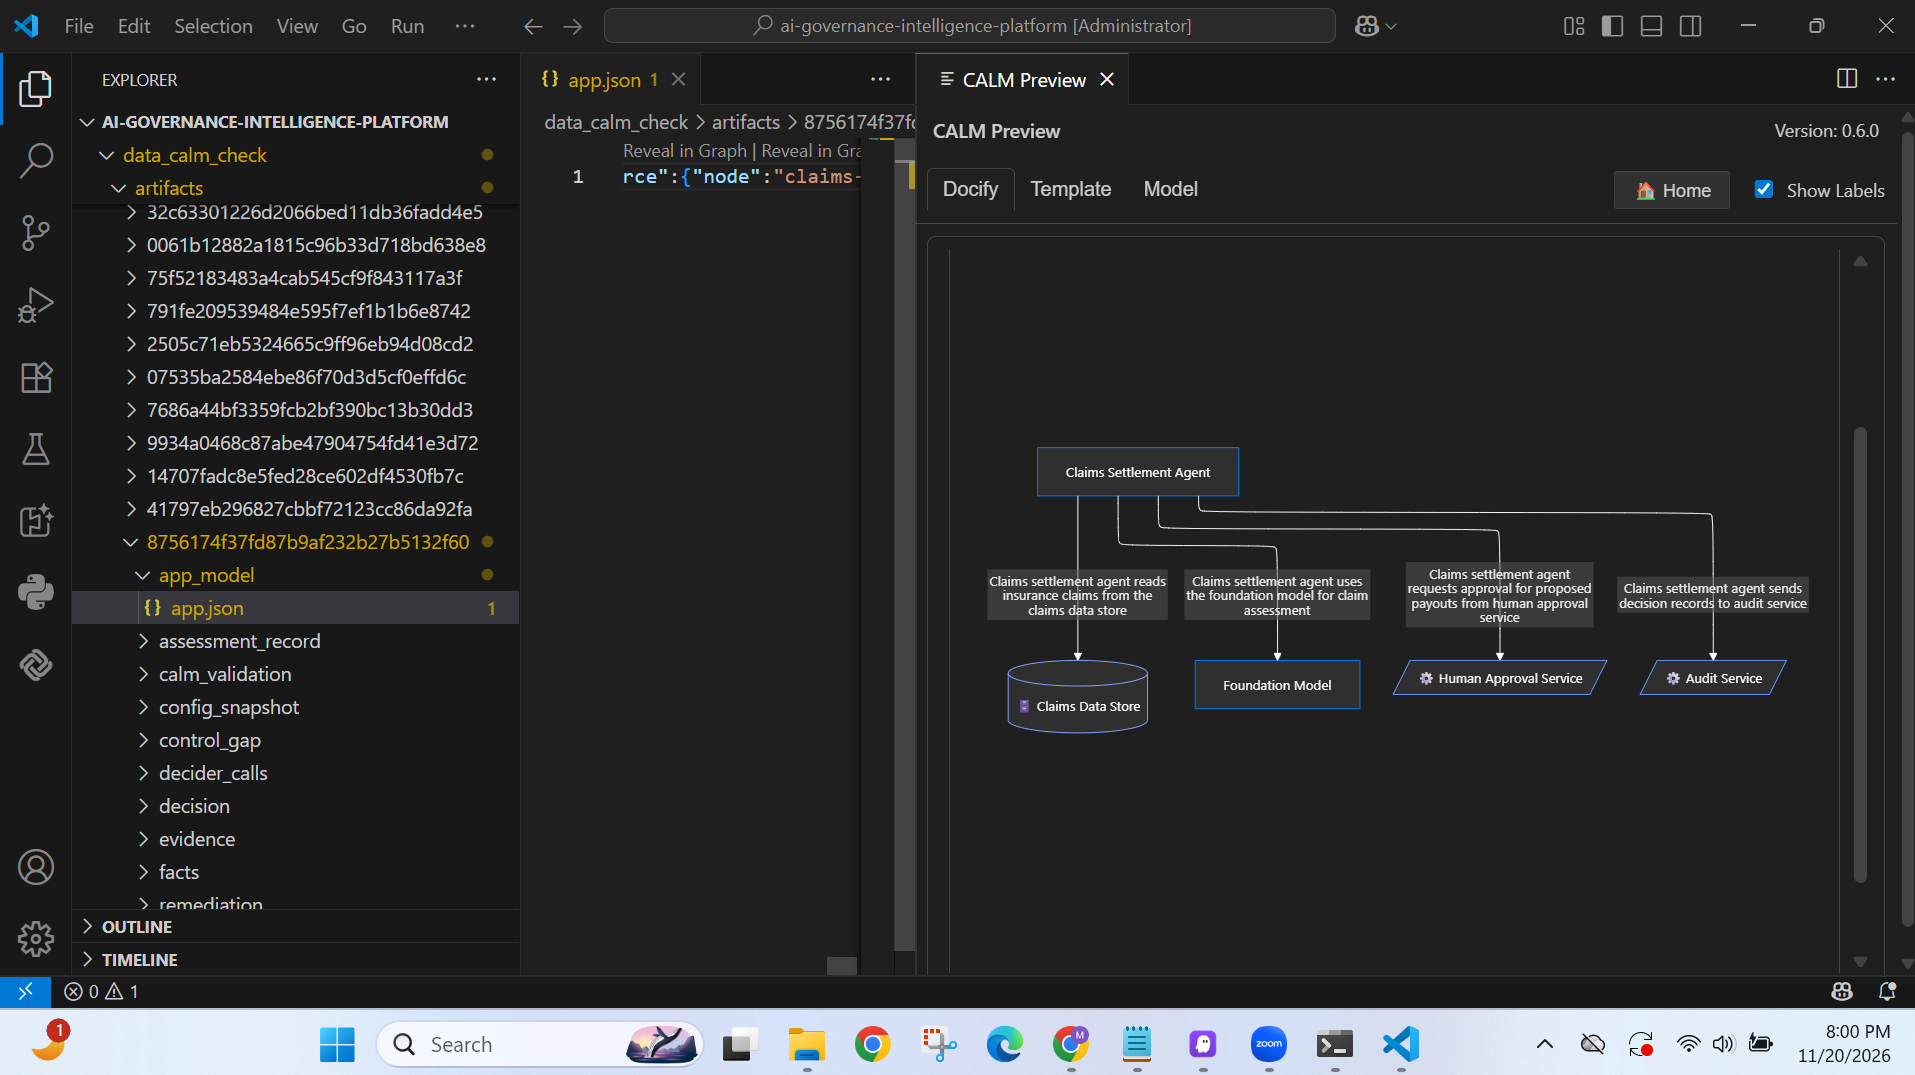 File Edit Selection View Go Run ···
ai-governance-intelligence-platform [Administrator]
EXPLORER
AI-GOVERNANCE-INTELLIGENCE-PLATFORM
data_calm_check
artifacts
32c63301226d2066bed11db36fadd4e5
0061b12882a1815c96b33d718bd638e8
75f52183483a4cab545cf9f843117a3f
791fe209539484e595f7ef1b1b6e8742
2505c71eb5324665c9ff96eb94d08cd2
07535ba2584ebe86f70d3d5cf0effd6c
7686a44bf3359fcb2bf390bc13b30dd3
9934a0468c87abe47904754fd41e3d72
14707fadc8e5fed28ce602df4530fb7c
41797eb296827cbbf72123cc86da92fa
8756174f37fd87b9af232b27b5132f60
app_model
{} app.json 1
assessment_record
calm_validation
config_snapshot
control_gap
decider_calls
decision
evidence
facts
remediation
OUTLINE
TIMELINE
{} app.json 1
data_calm_check > artifacts > 8756174f37fd
Reveal in Graph | Reveal in Gra
1 rce":{"node":"claims-
CALM Preview
CALM Preview
Version: 0.6.0
Docify Template Model
Home
Show Labels
Claims Settlement Agent
Claims settlement agent reads
insurance claims from the
claims data store
Claims settlement agent uses
the foundation model for claim
assessment
Claims settlement agent
requests approval for proposed
payouts from human approval
service
Claims settlement agent sends
decision records to audit service
Claims Data Store
Foundation Model
Human Approval Service
Audit Service
0 1
1
Search
M
zoom
8:00 PM
11/20/2026